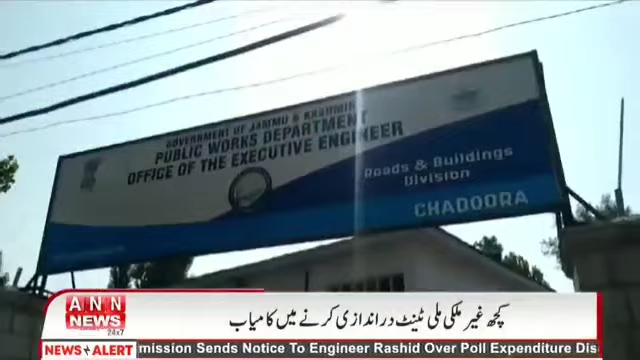 GOVERNMENT OF JAMMU & KASHMIR
PUBLIC WORKS DEPARTMENT
OFFICE OF THE EXECUTIVE ENGINEER
Roads & Buildings
Division
CHADOORA
ANN
NEWS
24x7
کچھ غیر ملکی ملی ٹینٹ دراندازی کرنے میں کامیاب
NEWS ALERT
mission Sends Notice To Engineer Rashid Over Poll Expenditure Dis